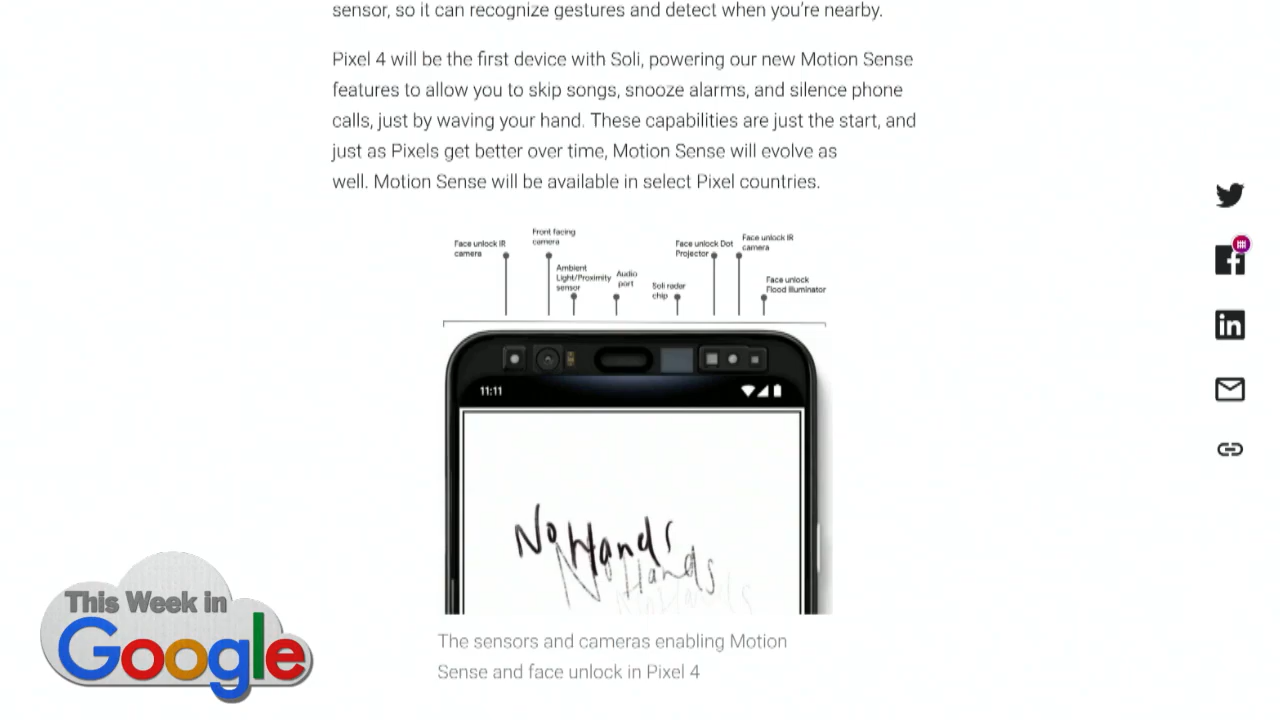 sensor, so it can recognize gestures and detect when you're nearby.
Pixel 4 will be the first device with Soli, powering our new Motion Sense
features to allow you to skip songs, snooze alarms, and silence phone
calls, just by waving your hand. These capabilities are just the start, and
just as Pixels get better over time, Motion Sense will evolve as
well. Motion Sense will be available in select Pixel countries.
Face unlock IR
camera
Front facing
camera
Ambient
Light/Proximity
sensor
Audio
port
Soli radar
chip
Face unlock Dot
Projector
Face unlock IR
camera
Face unlock
Flood Illuminator
11:11
No Hands
No Hands
No Hands
The sensors and cameras enabling Motion
Sense and face unlock in Pixel 4
This Week in
Google
f
in